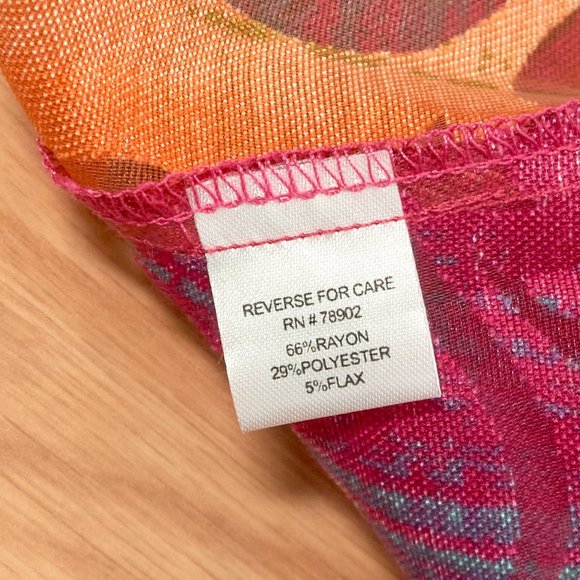 REVERSE FOR CARE
RN # 78902
66%RAYON
29%POLYESTER
5%FLAX